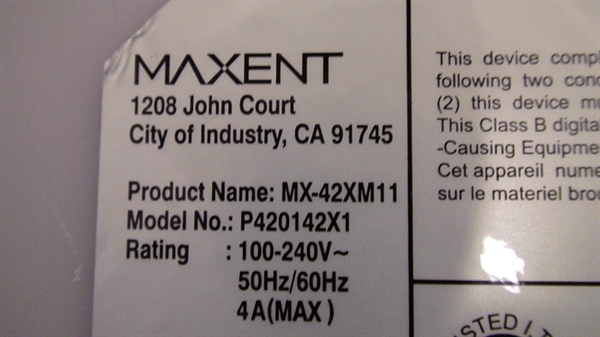 MAXENT
1208 John Court
City of Industry, CA 91745
Product Name: MX-42XM11
Model No.: P420142X1
Rating : 100-240V~
50Hz/60Hz
4A(MAX)
This device
following two
(2) this device
This Class B
-Causing
Cet appareil
sur le materiel